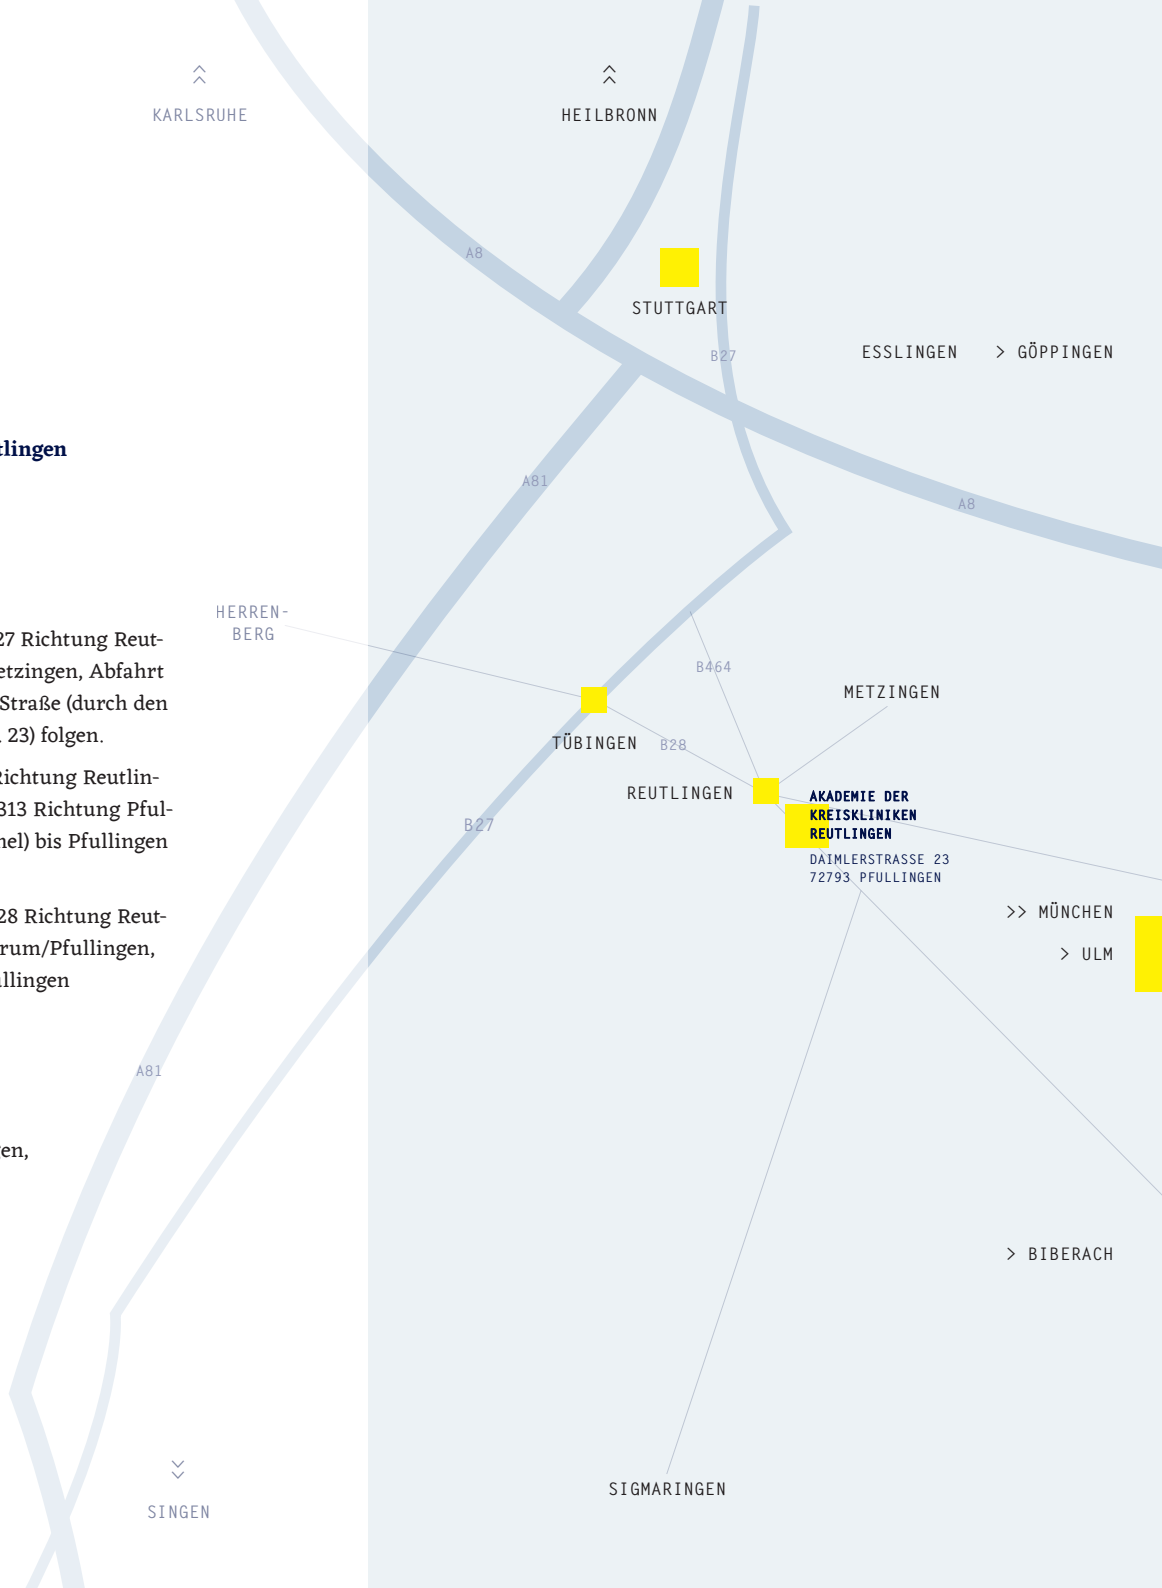 KARLSRUHE
HEILBRONN
A8
STUTTGART
B27
ESSLINGEN > GÖPPINGEN
tlingen
A81
A8
HERREN-
BERG
27 Richtung Reut-
etzingen, Abfahrt
Straße (durch den
. 23) folgen.
Richtung Reutlin-
313 Richtung Pful-
nel) bis Pfullingen
28 Richtung Reut-
rum/Pfullingen,
llingen
B464
METZINGEN
TÜBINGEN
B28
REUTLINGEN
AKADEMIE DER
KREISKLINIKEN
REUTLINGEN
DAIMLERSTRASSE 23
72793 PFULLINGEN
B27
>> MÜNCHEN
> ULM
A81
en,
> BIBERACH
SIGMARINGEN
SINGEN